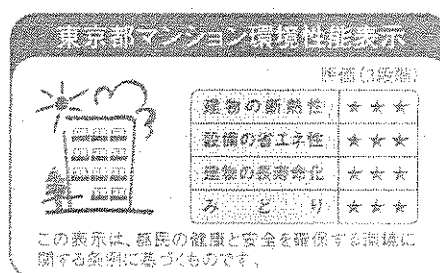 東京都マンション環境性能表示
評価(3段階)
建物の断熱性 ★★★
設備の省エネ性 ★★★
建物の長寿命化 ★★★
みどり ★★★
この表示は、都民の健康と安全を確保する環境に
関する条例に基づくものです。